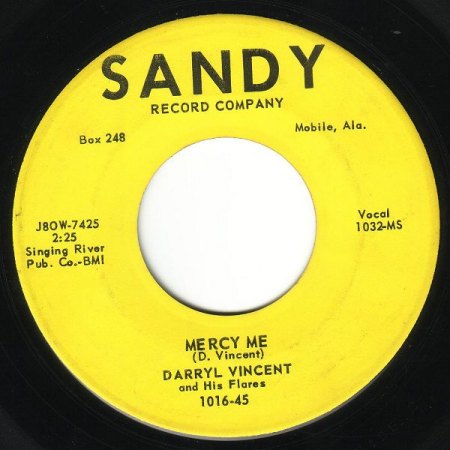 SANDY
RECORD COMPANY
Box 248
Mobile, Ala.
J8OW-7425
2:25
Singing River
Pub. Co.-BMI
Vocal
1032-MS
MERCY ME
(D. Vincent)
DARRYL VINCENT
and His Flares
1016-45